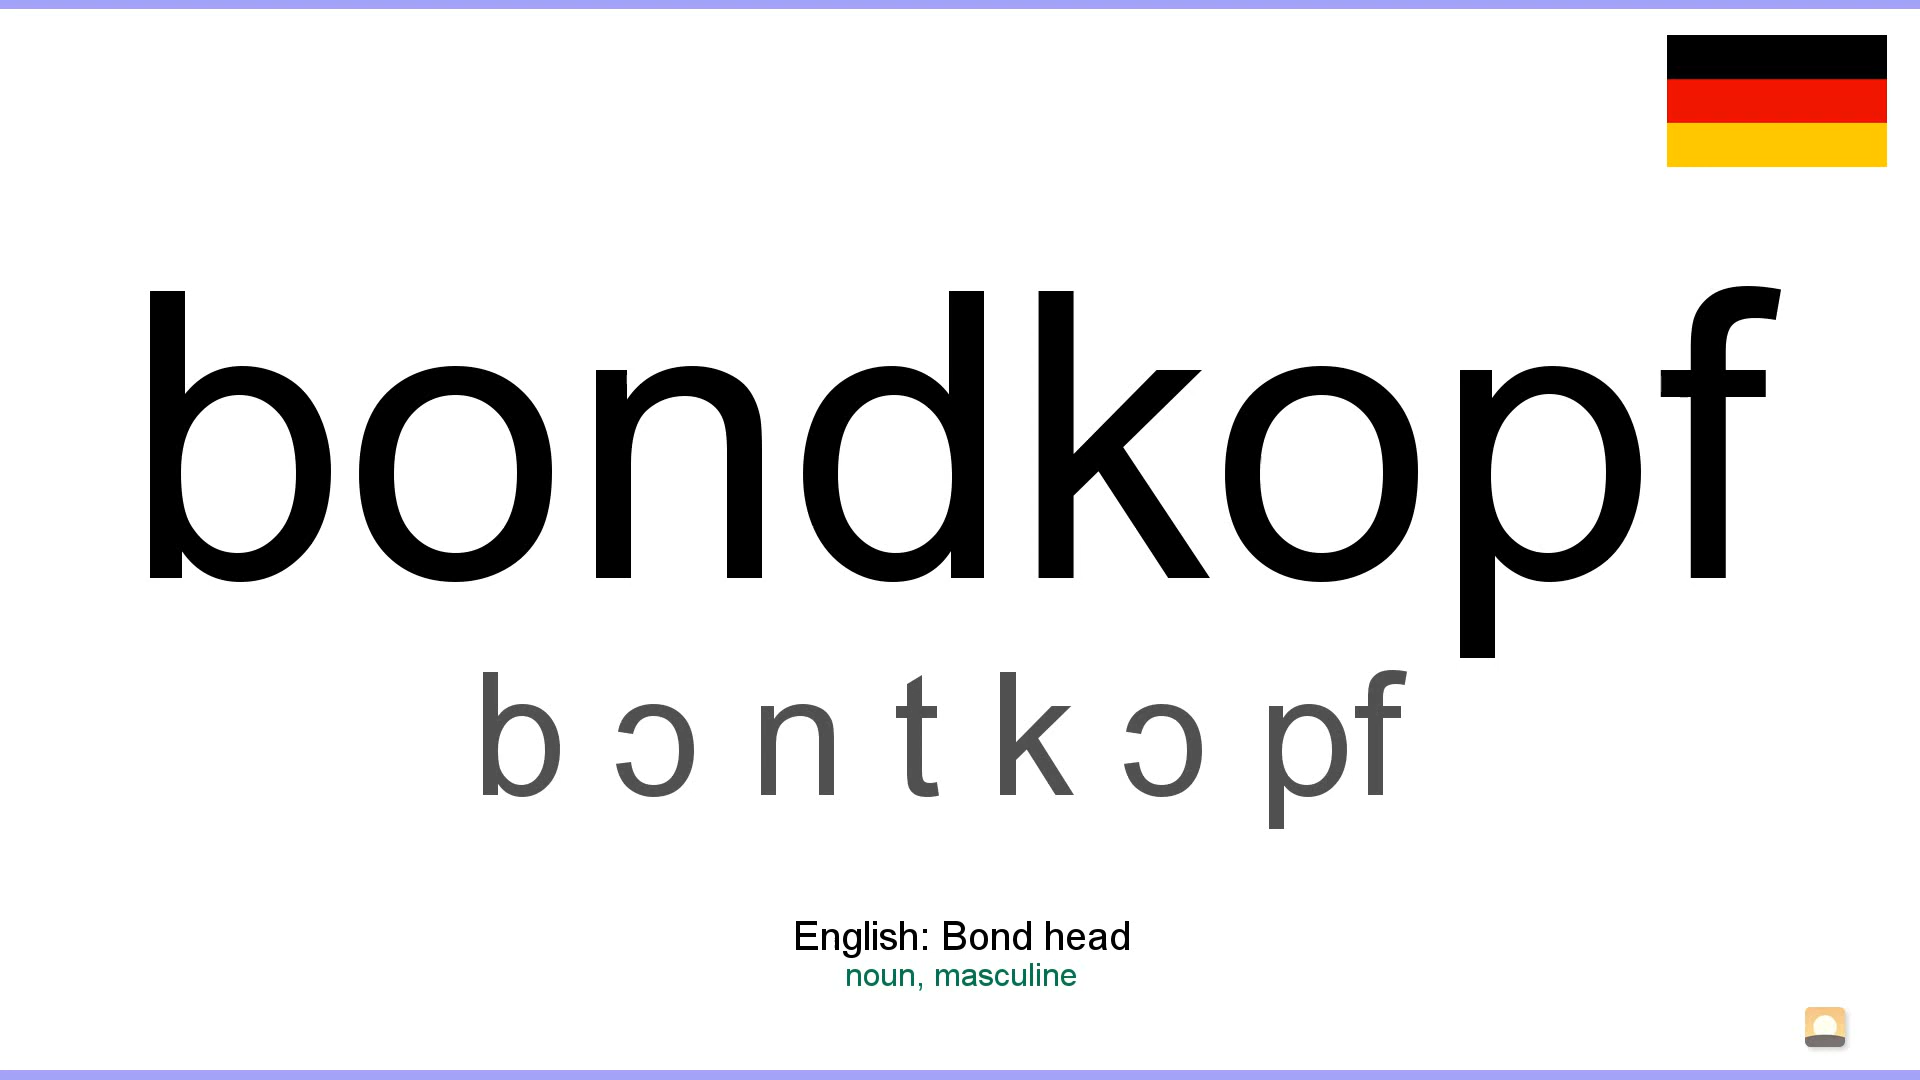 bondkopf
b ɔ n t k ɔ pf
English: Bond head
noun, masculine